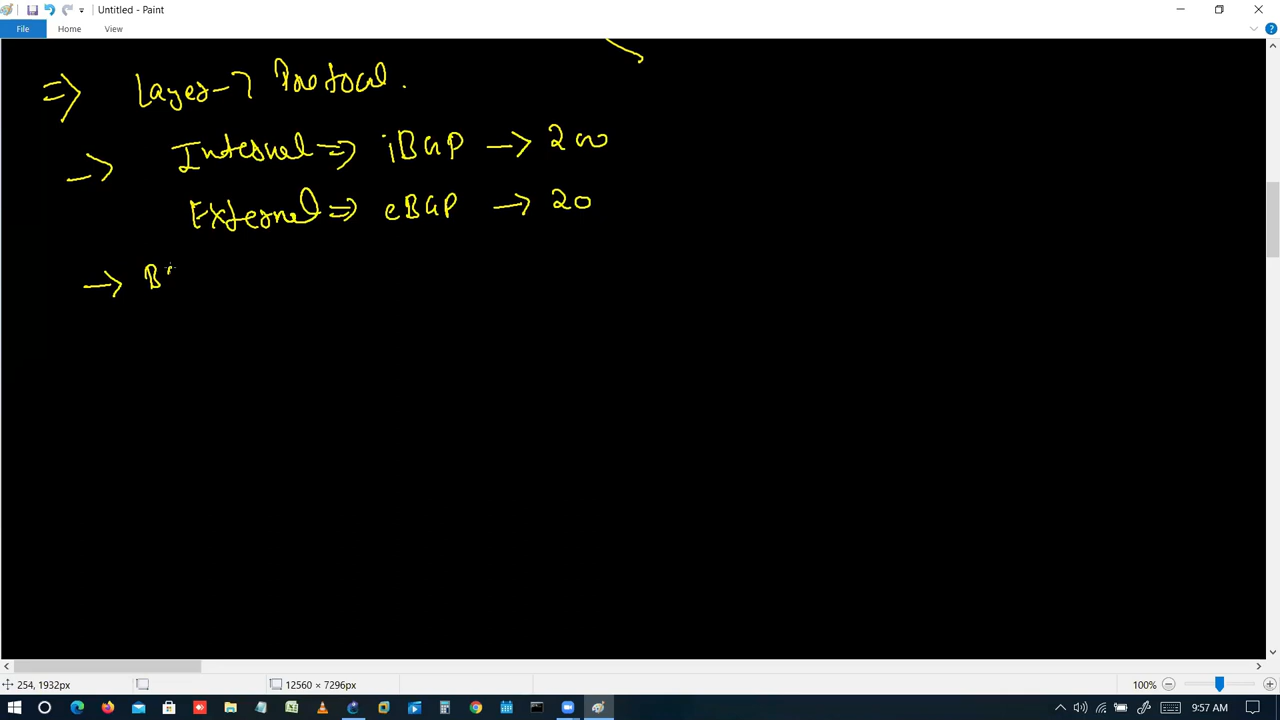 Untitled - Paint
File Home View
⇒ Layer-7 Protocol.
→ Internal ⇒ iBGP → 200
External ⇒ eBGP → 20
→ B
254, 1932px 12560 × 7296px 100%
9:57 AM